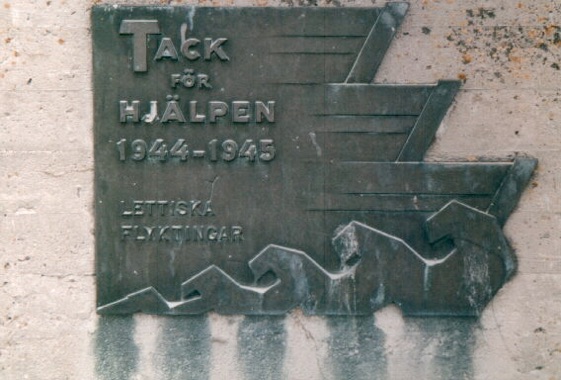 TACK
FÖR
HJÄLPEN
1944-1945
LETTISKA
FLYKTINGAR